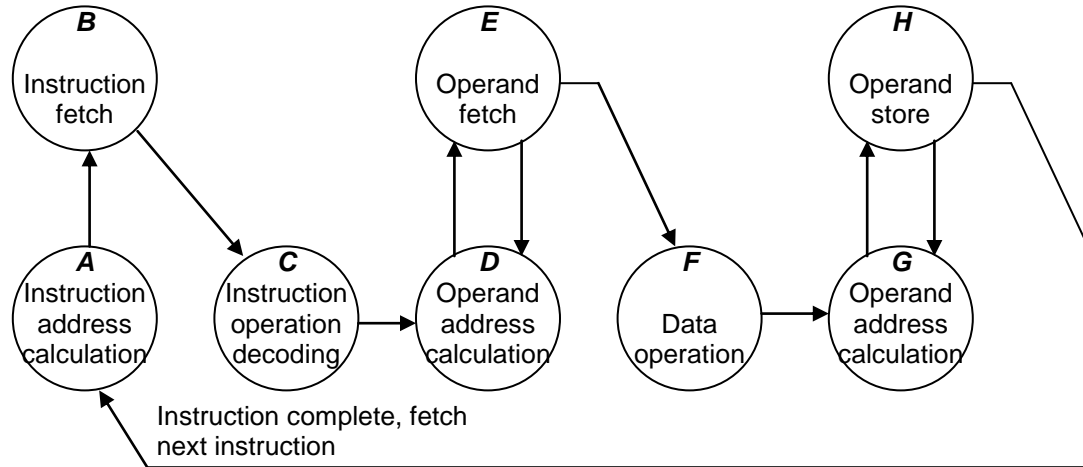 B
Instruction
fetch
E
Operand
fetch
H
Operand
store
A
Instruction
address
calculation
C
Instruction
operation
decoding
D
Operand
address
calculation
F
Data
operation
G
Operand
address
calculation
Instruction complete, fetch
next instruction